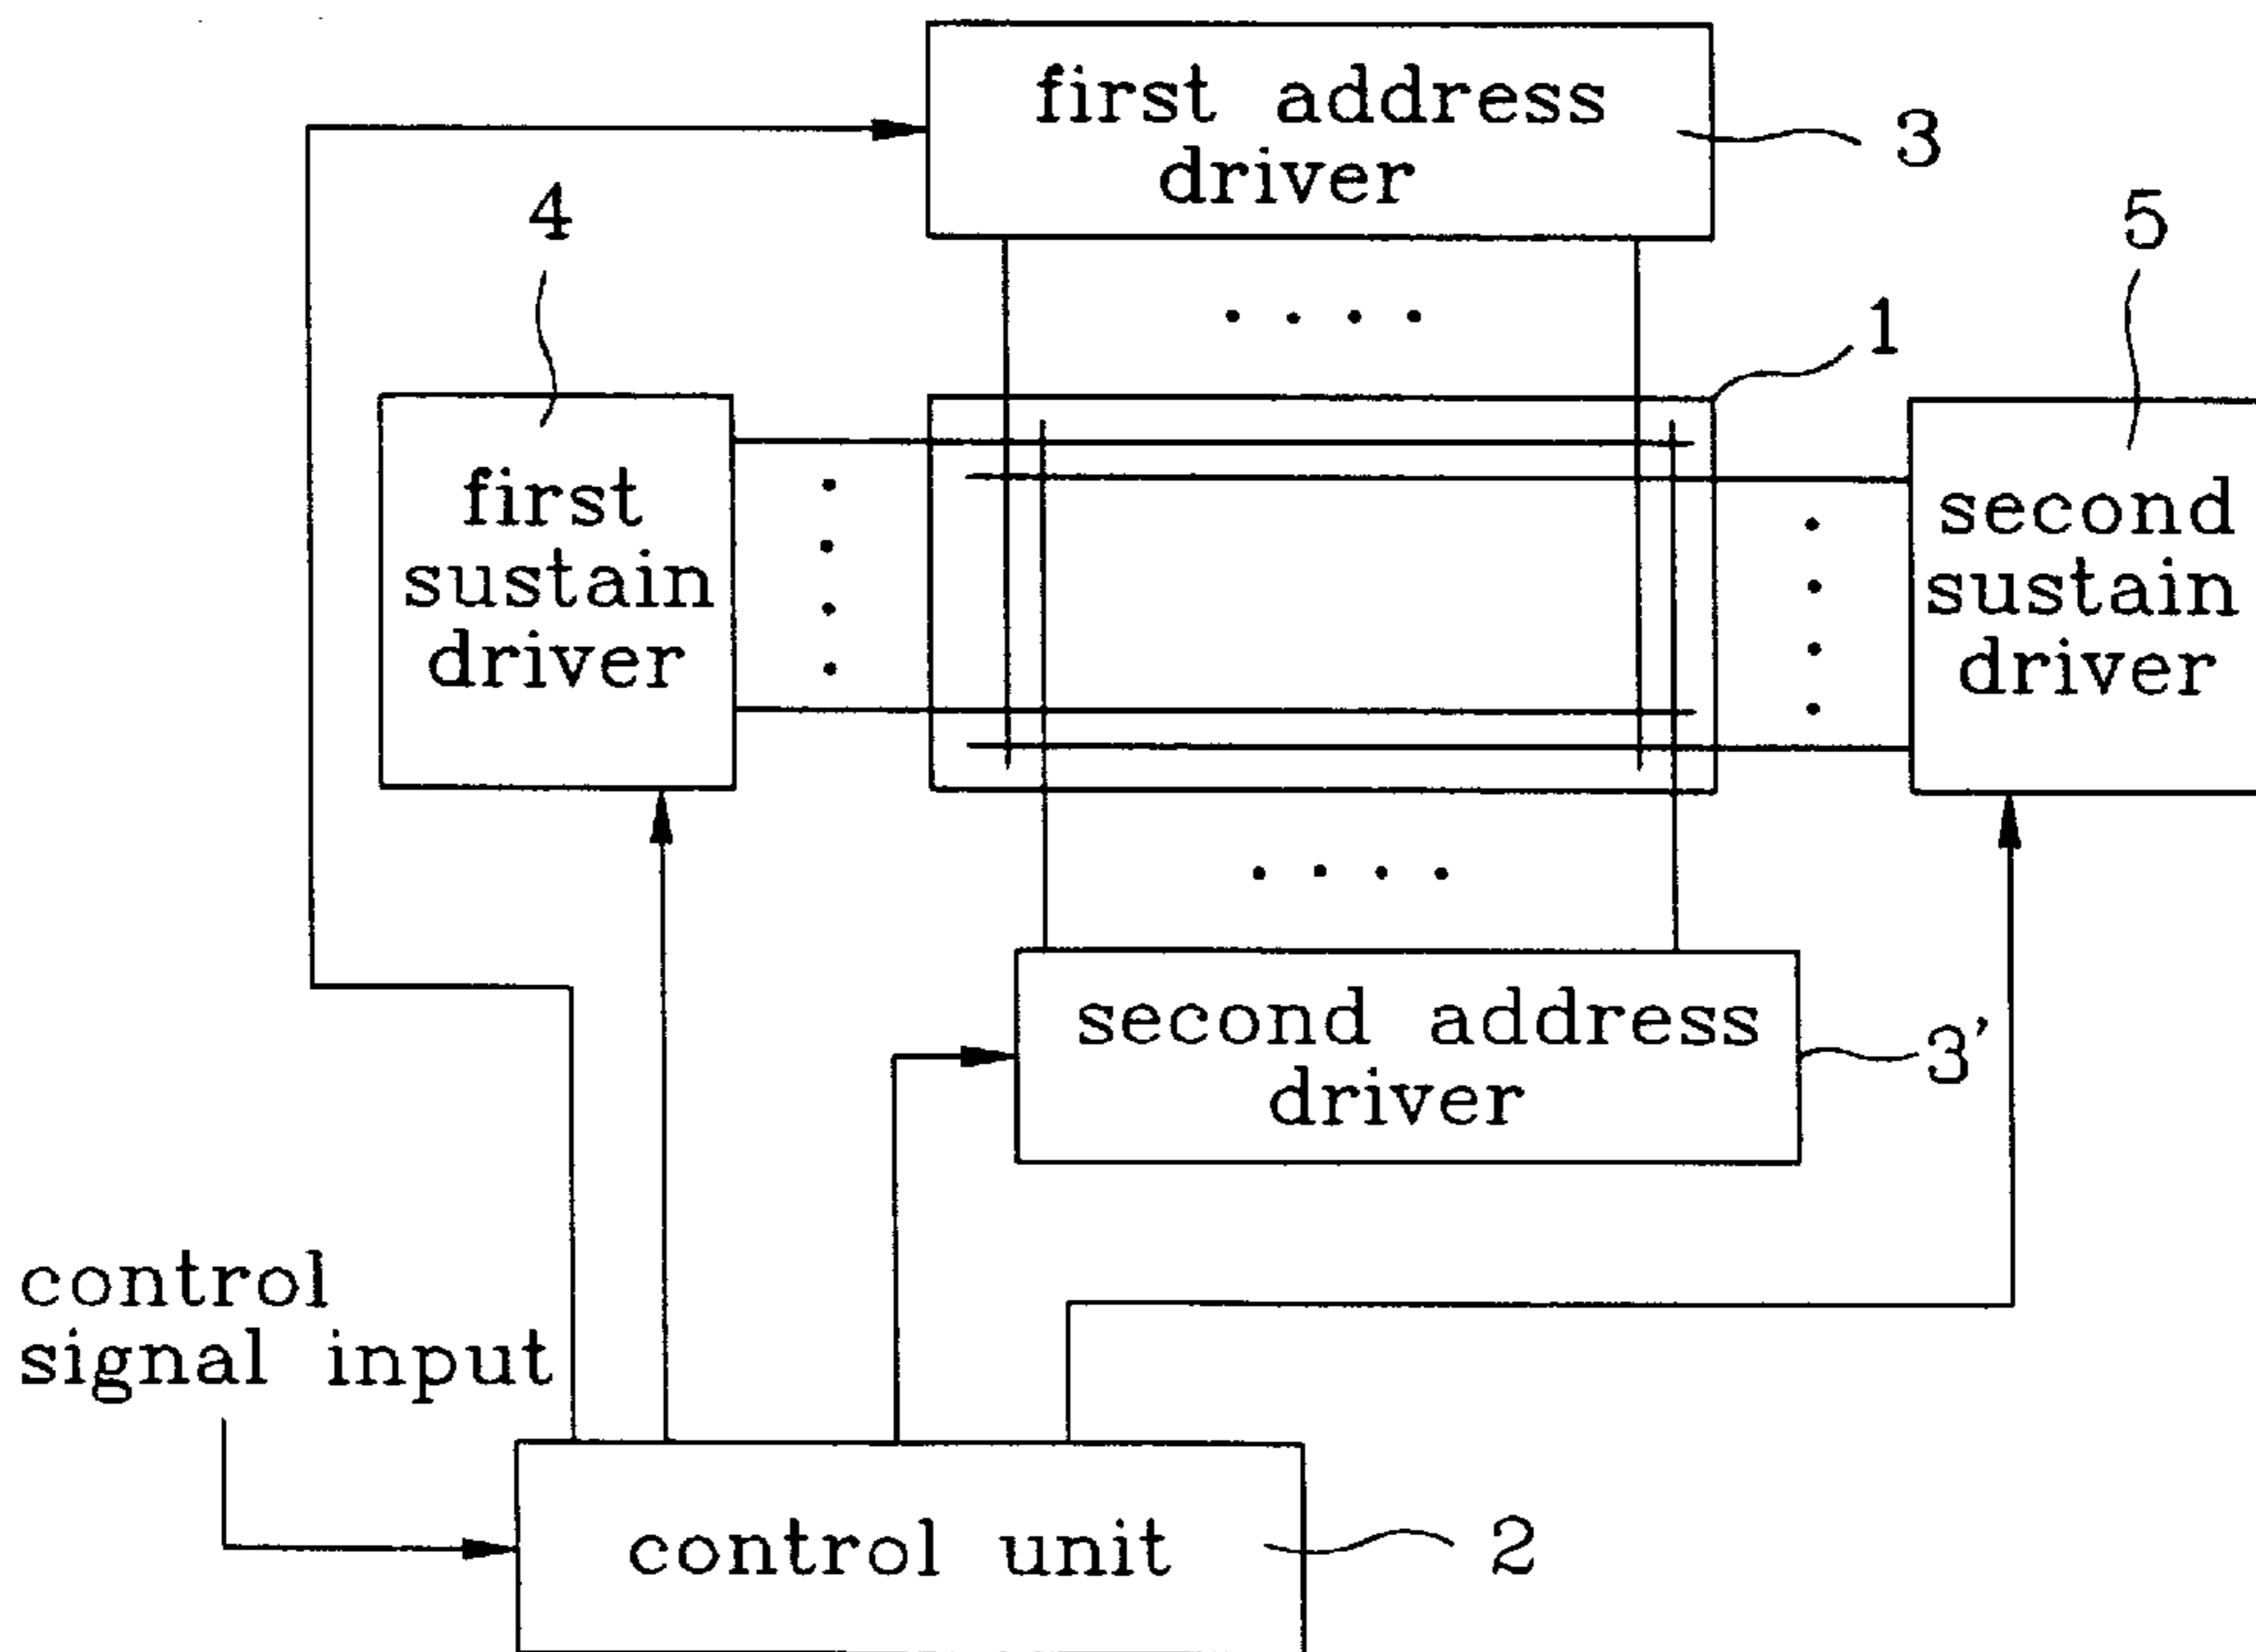 first address
driver
3
4
5
1
first
sustain
driver
second
sustain
driver
second address
driver
3'
control
signal input
control unit
2